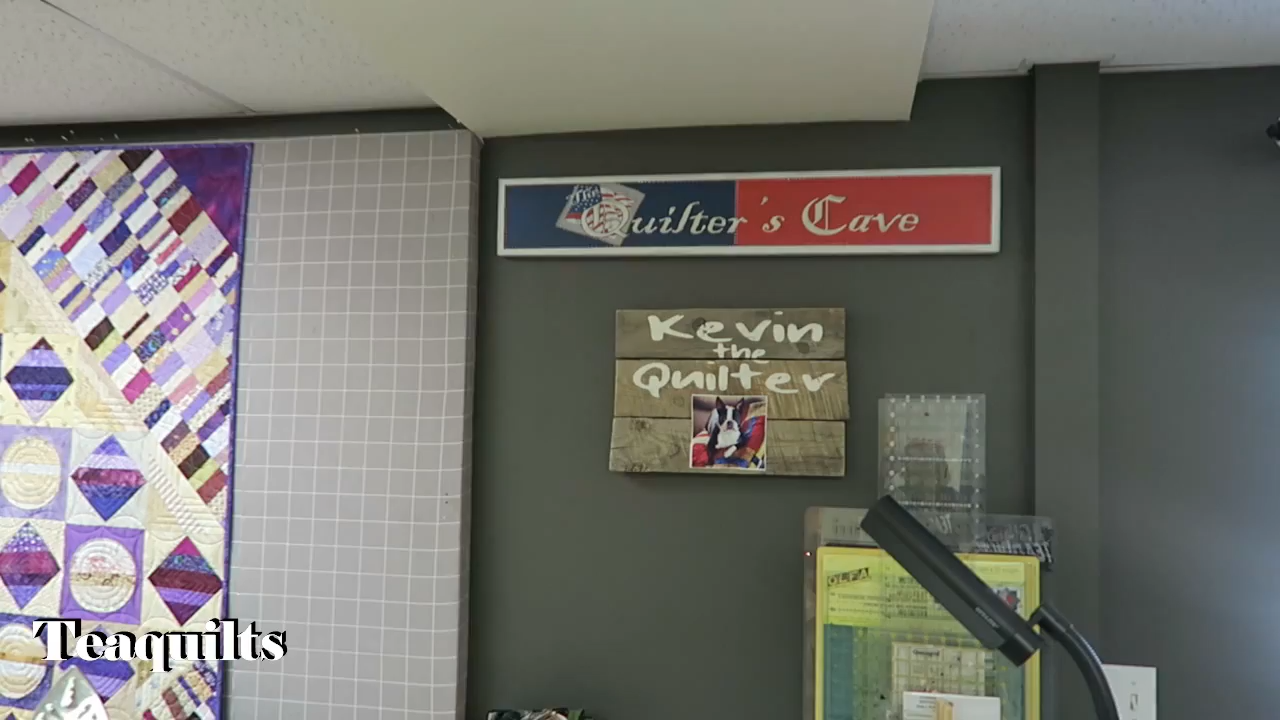 The Quilter's Cave
Kevin
the
Quilter
OLFA
Teaquilts